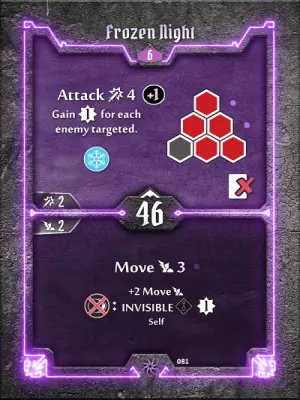 Frozen Night
6
Attack 4 +1
Gain 1 for each
enemy targeted.
2
46
2
Move 3
+2 Move
: INVISIBLE 1
Self
081